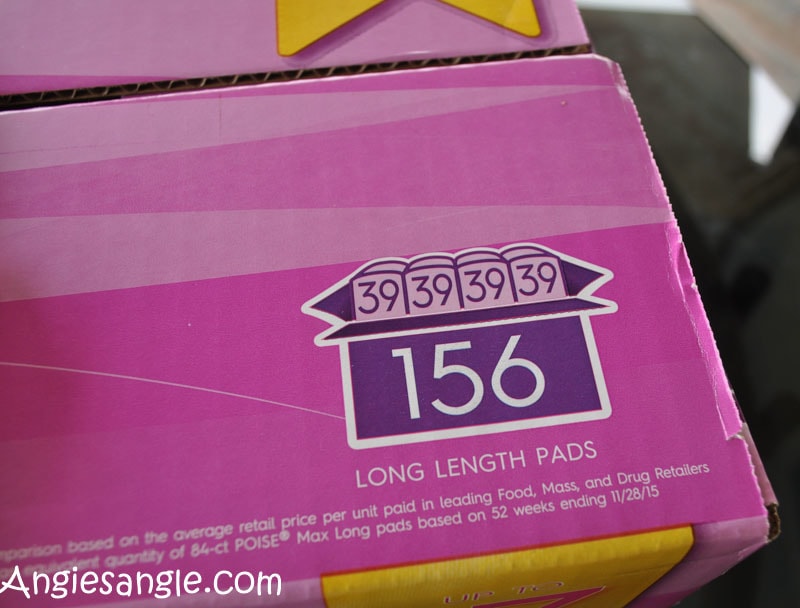 39 39 39 39
156
LONG LENGTH PADS
based on the average retail price per unit paid in leading Food, Mass, and Drug Retailers
quantity of 84-ct POISE® Max Long pads based on 52 weeks ending 11/28/15
UP TO
Angiesangle.com